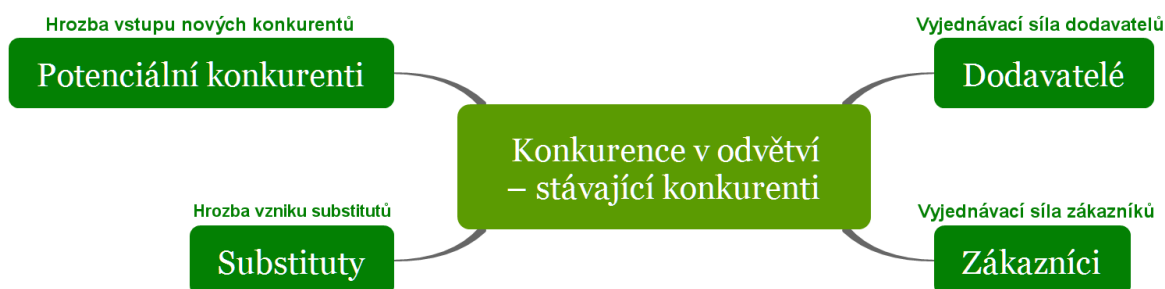 Hrozba vstupu nových konkurentů
Potenciální konkurenti
Vyjednávací síla dodavatelů
Dodavatelé
Konkurence v odvětví
– stávající konkurenti
Hrozba vzniku substitutů
Substituty
Vyjednávací síla zákazníků
Zákazníci